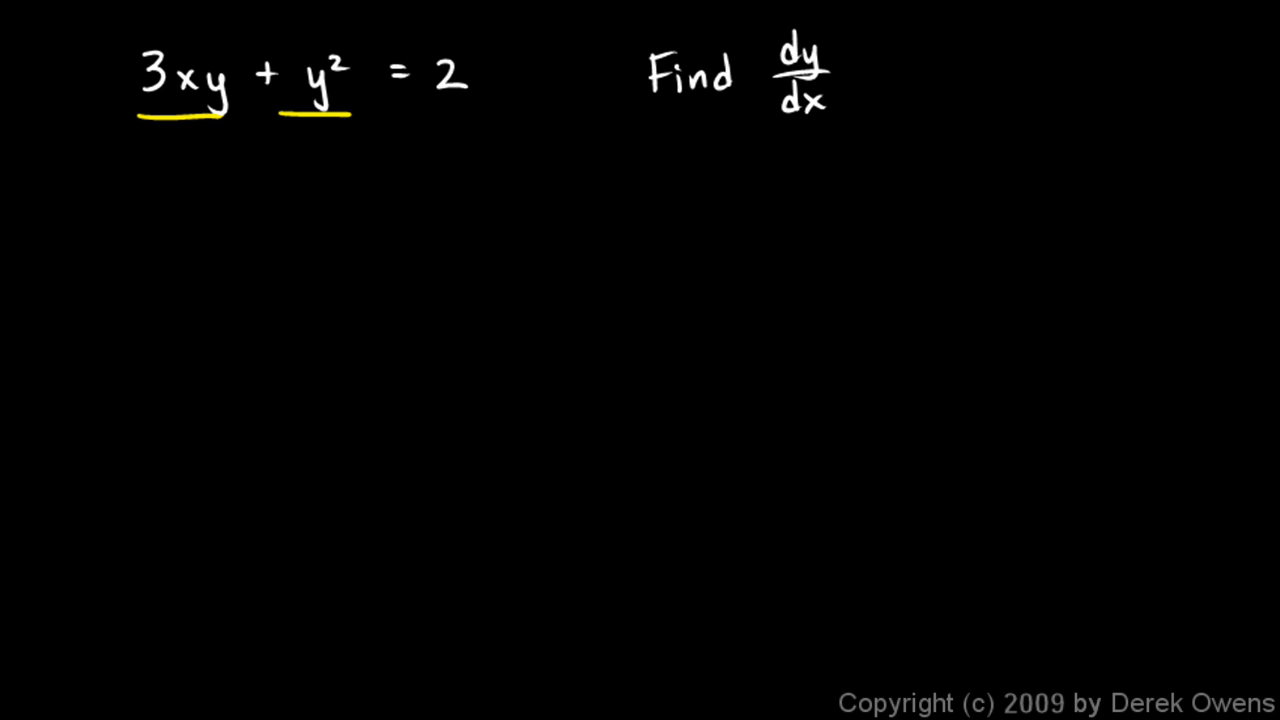 3xy + y² = 2 Find dy/dx
Copyright (c) 2009 by Derek Owens